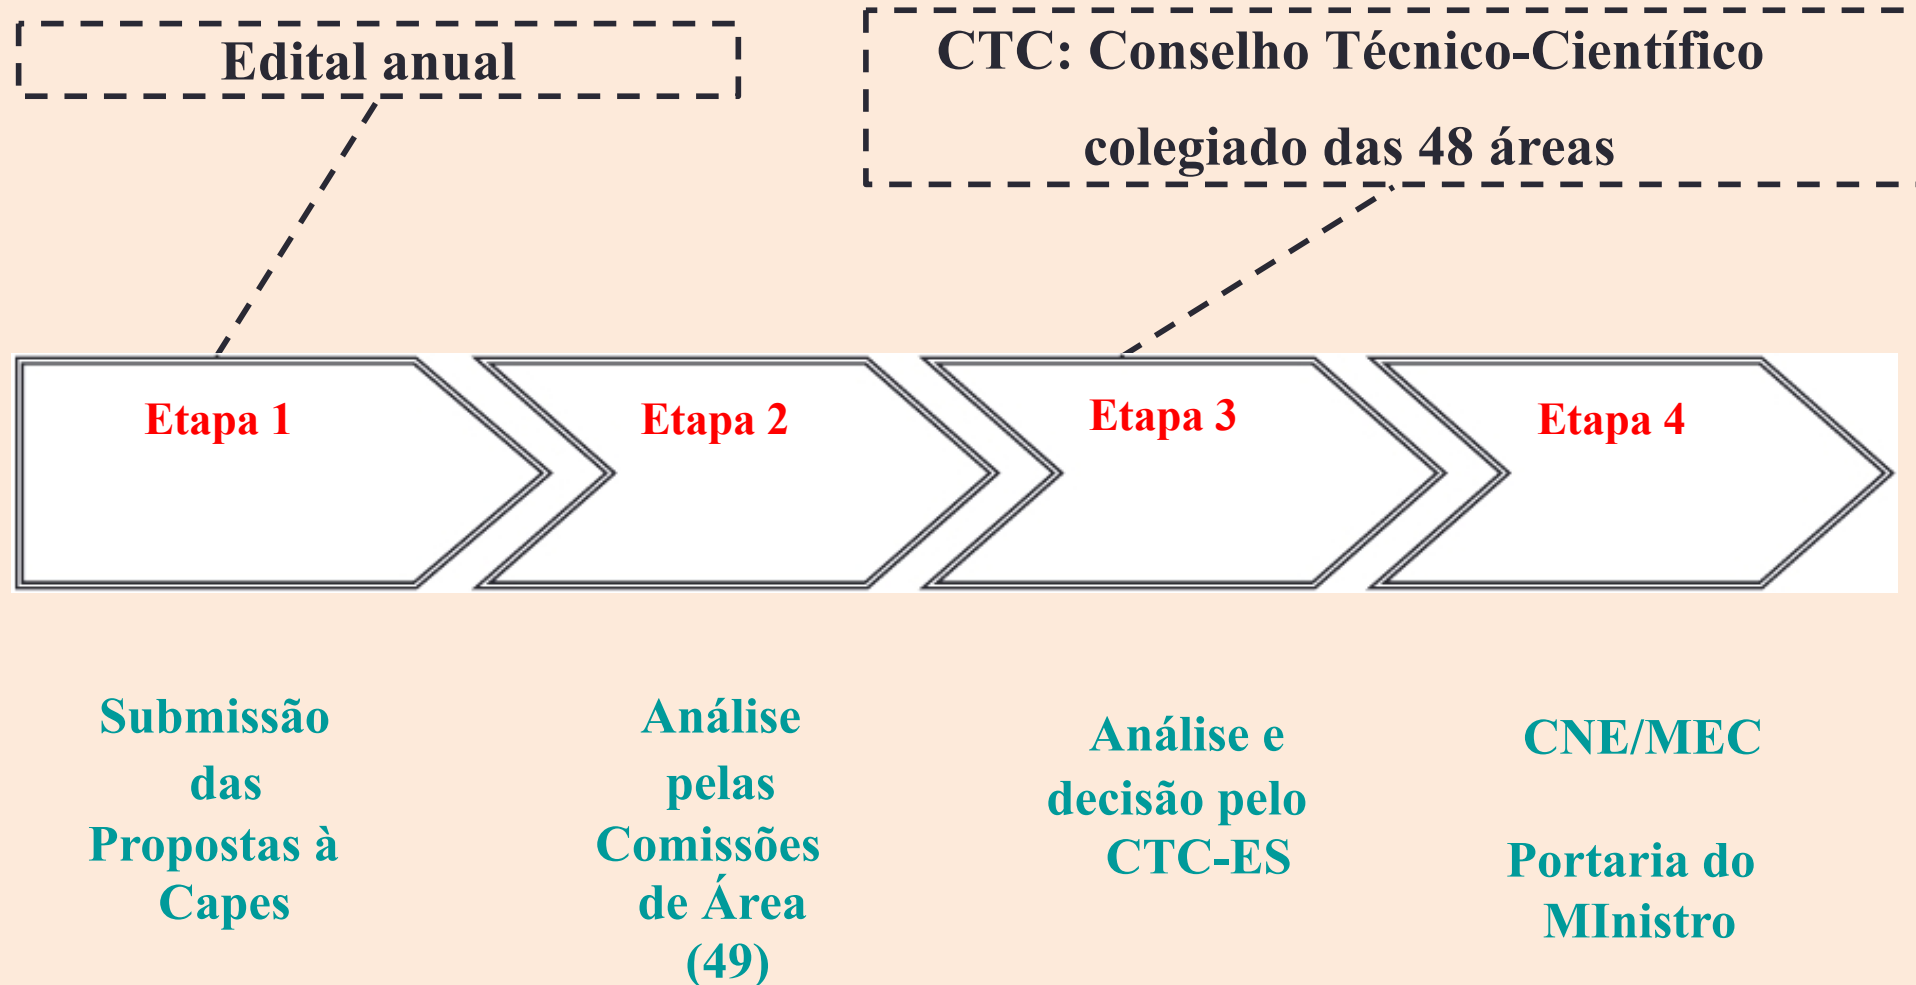 Edital anual
CTC: Conselho Técnico-Científico
colegiado das 48 áreas
Etapa 1
Etapa 2
Etapa 3
Etapa 4
Submissão
das
Propostas à
Capes
Análise
pelas
Comissões
de Área
(49)
Análise e
decisão pelo
CTC-ES
CNE/MEC
Portaria do
MInistro